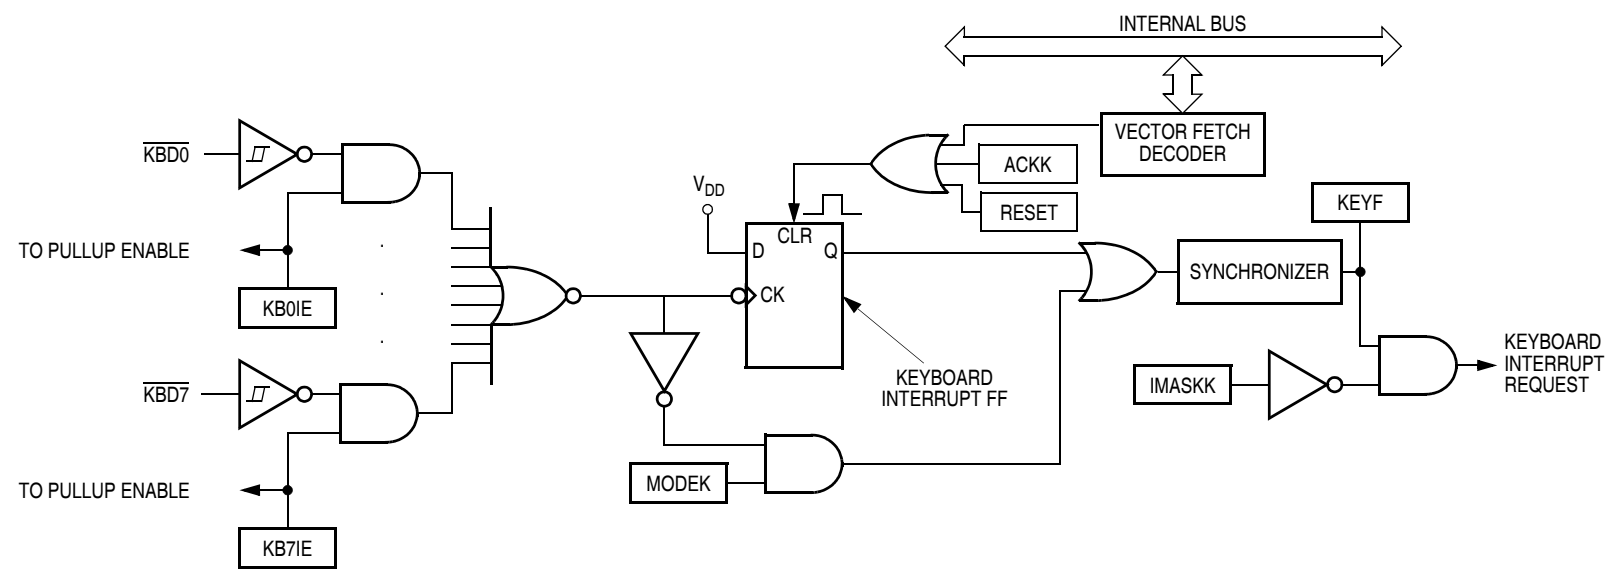 INTERNAL BUS
VECTOR FETCH
DECODER
KBD0
ACKK
VDD
KEYF
RESET
CLR
TO PULLUP ENABLE
D
Q
SYNCHRONIZER
CK
KB0IE
KEYBOARD
INTERRUPT
REQUEST
KEYBOARD
INTERRUPT FF
KBD7
IMASKK
MODEK
TO PULLUP ENABLE
KB7IE